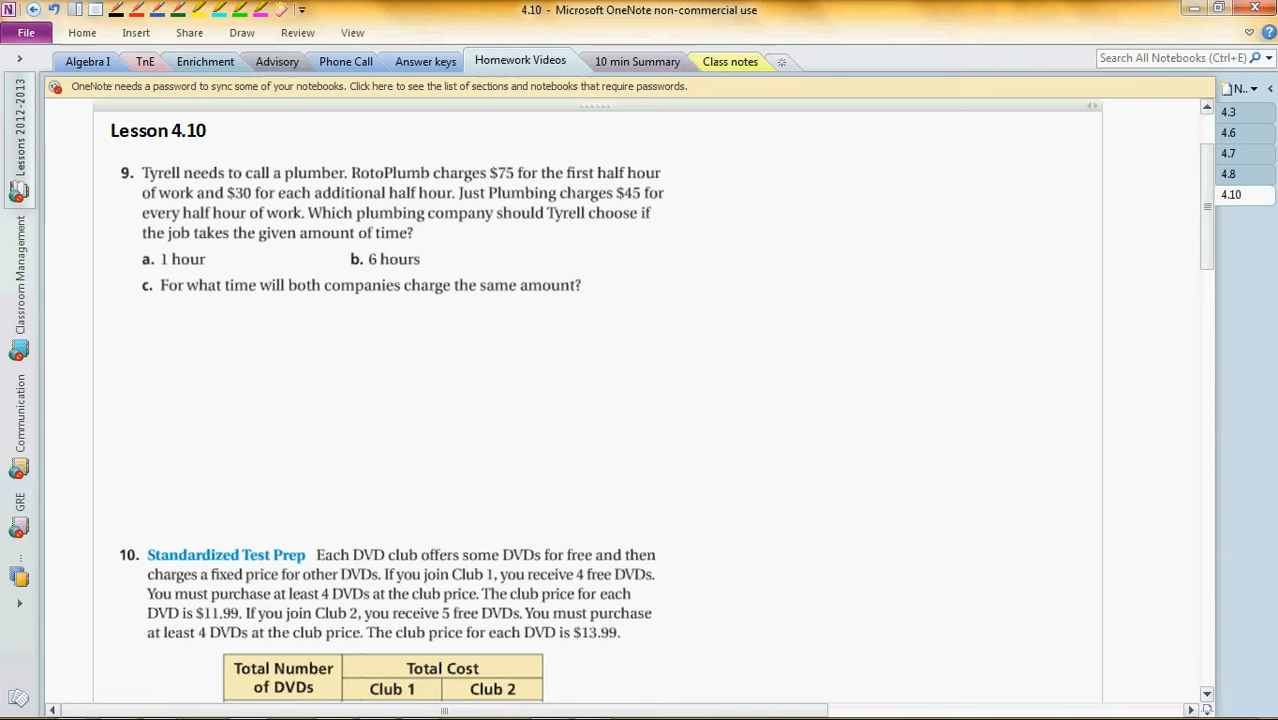 4.10 - Microsoft OneNote non-commercial use
File Home Insert Share Draw Review View
Algebra I TnE Enrichment Advisory Phone Call Answer keys Homework Videos 10 min Summary Class notes Search All Notebooks (Ctrl+E)
OneNote needs a password to sync some of your notebooks. Click here to see the list of sections and notebooks that require passwords.
N..
4.3
4.6
4.7
4.8
4.10
Lessons 2012-2013
Classroom Management
Communication
GRE
...
Lesson 4.10
9. Tyrell needs to call a plumber. RotoPlumb charges $75 for the first half hour
of work and $30 for each additional half hour. Just Plumbing charges $45 for
every half hour of work. Which plumbing company should Tyrell choose if
the job takes the given amount of time?
a. 1 hour b. 6 hours
c. For what time will both companies charge the same amount?
10. Standardized Test Prep Each DVD club offers some DVDs for free and then
charges a fixed price for other DVDs. If you join Club 1, you receive 4 free DVDs.
You must purchase at least 4 DVDs at the club price. The club price for each
DVD is $11.99. If you join Club 2, you receive 5 free DVDs. You must purchase
at least 4 DVDs at the club price. The club price for each DVD is $13.99.
Total Number
of DVDs
Total Cost
Club 1 Club 2